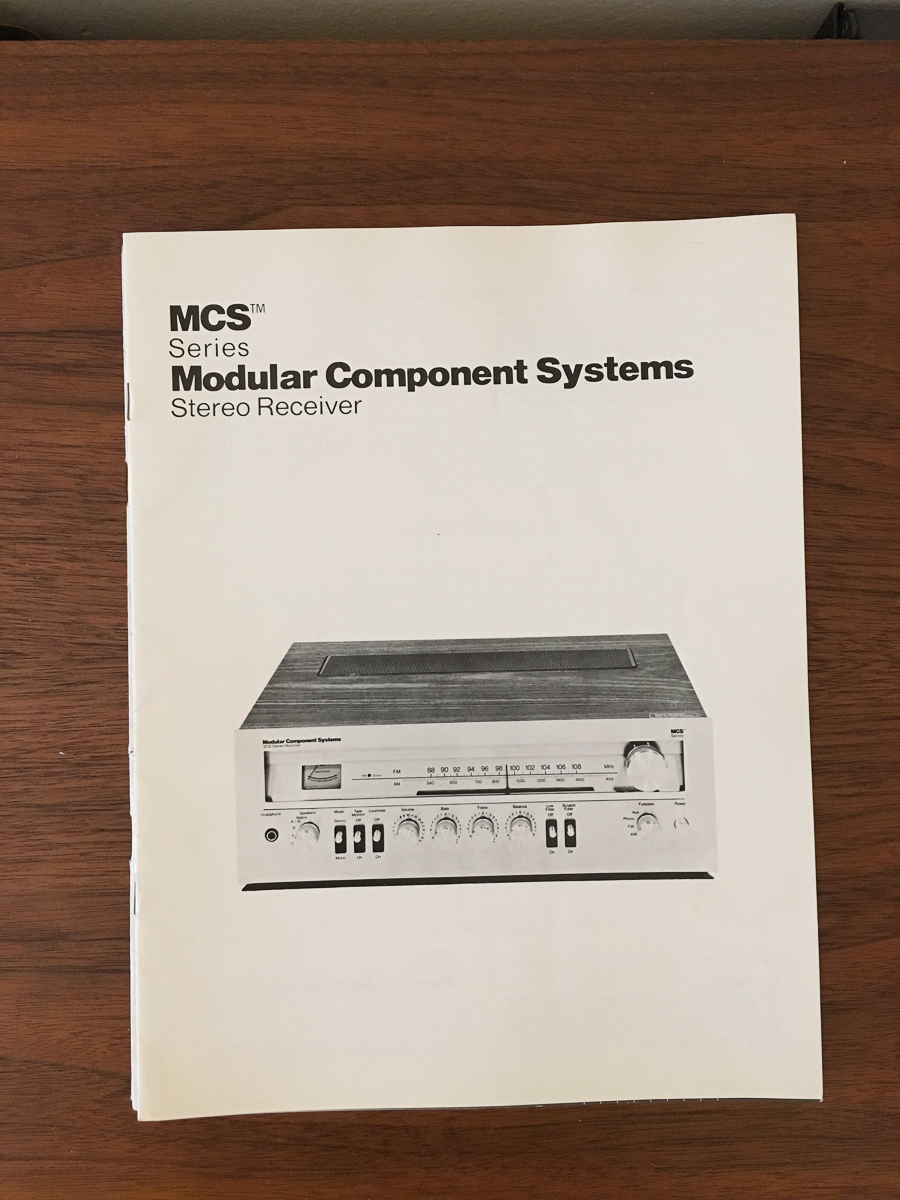 MCS™
Series
Modular Component Systems
Stereo Receiver
Modular Component Systems
Stereo Receiver
MCS
Series
FM 88 90 92 94 96 98 100 102 104 106 108 MHz
AM 540 600 700 800 1000 1200 1400 1600 KHz
Speakers
Mode
Stereo
Mono
Tape
Monitor
Off
On
Loudness
Off
On
Volume
Bass
Treble
Balance
Low
Filter
Off
On
Scratch
Filter
Off
On
Function
Aux
Phono
FM
AM
Power